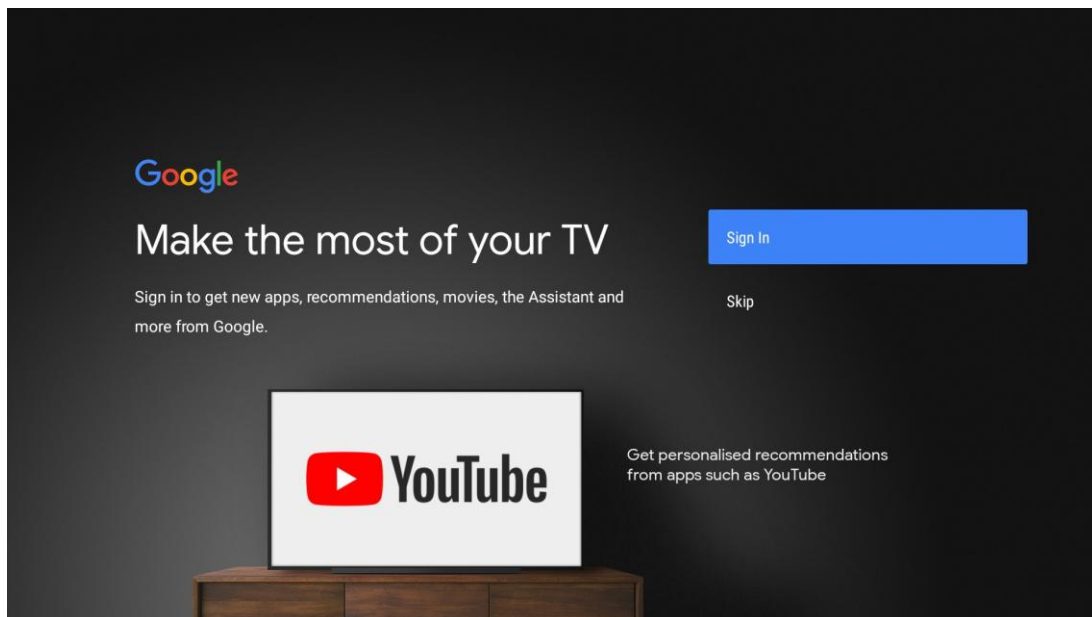 Google
Make the most of your TV
Sign in to get new apps, recommendations, movies, the Assistant and
more from Google.
Sign In
Skip
YouTube
Get personalised recommendations
from apps such as YouTube